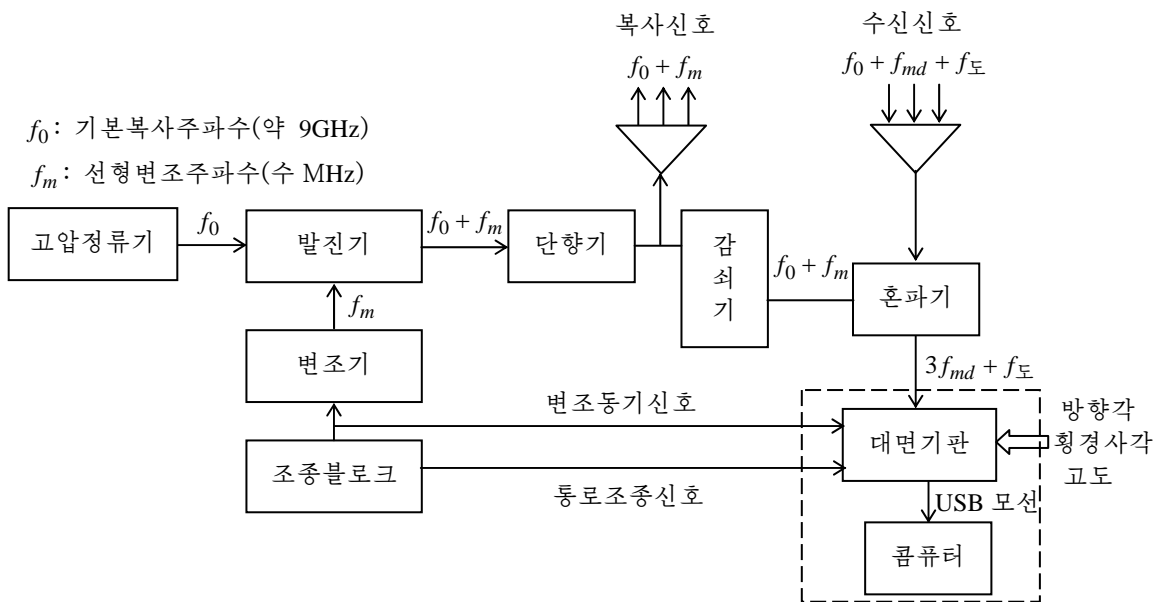 복사신호
f₀ + fₘ
수신신호
f₀ + f_md + f_도
f₀: 기본복사주파수(약 9GHz)
fₘ: 선형변조주파수(수 MHz)
고압정류기
f₀
발진기
f₀ + fₘ
단향기
감
쇠
기
f₀ + fₘ
혼파기
fₘ
변조기
3f_md + f_도
변조동기신호
대면기판
방향각
횡경사각
고도
조종블로크
통로조종신호
USB 모선
콤퓨터